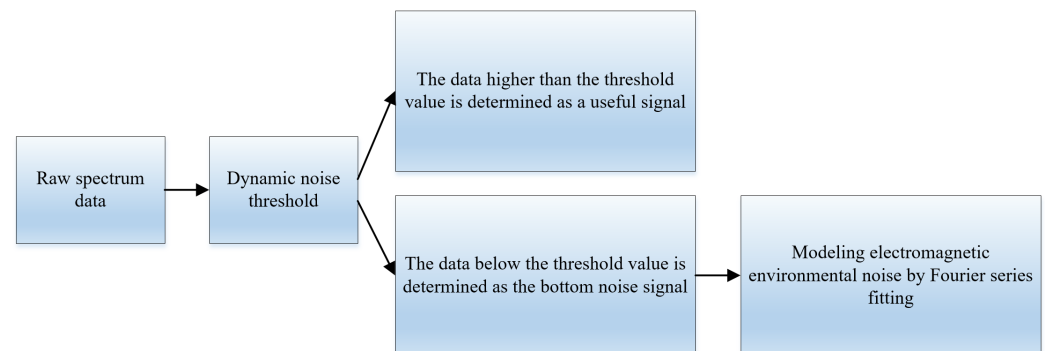 Raw spectrum
data
Dynamic noise
threshold
The data higher than the threshold
value is determined as a useful signal
The data below the threshold value is
determined as the bottom noise signal
Modeling electromagnetic
environmental noise by Fourier series
fitting